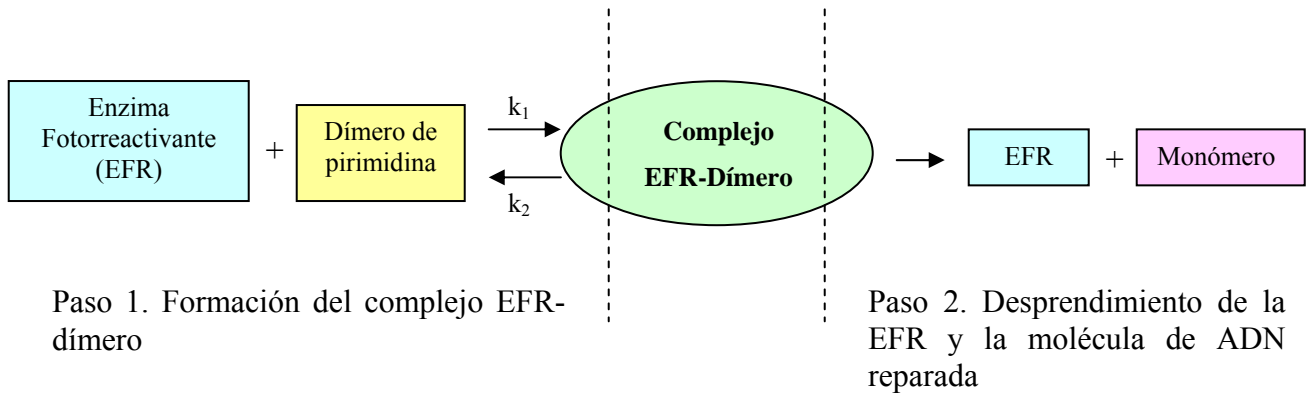 Enzima
Fotorreactivante
(EFR)
+
Dímero de
pirimidina
k₁
k₂
Complejo
EFR-Dímero
EFR
+
Monómero
Paso 1. Formación del complejo EFR-
dímero
Paso 2. Desprendimiento de la
EFR y la molécula de ADN
reparada